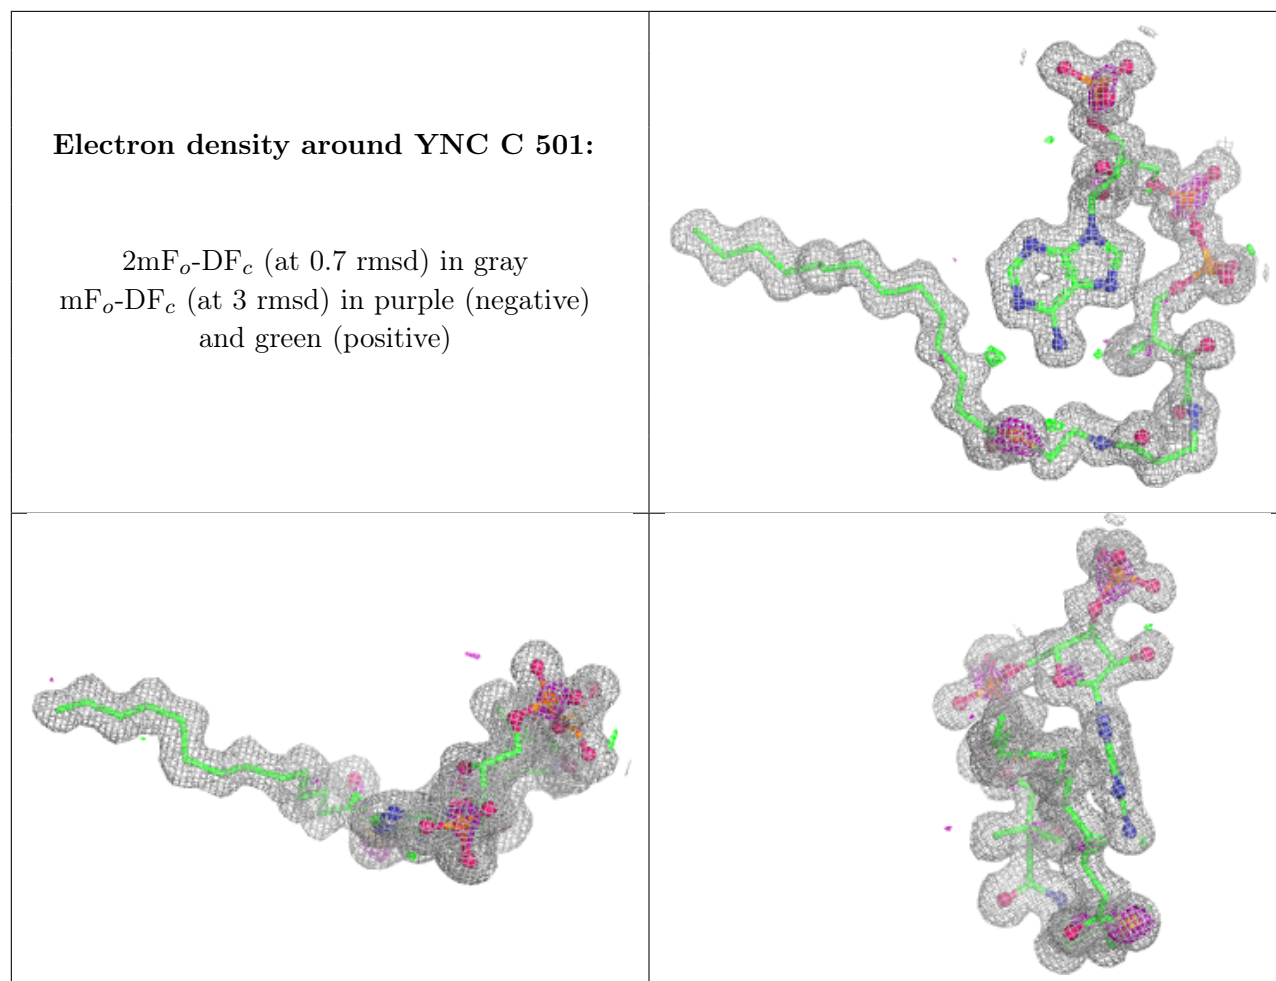 Electron density around YNC C 501:
2mFo-DFc (at 0.7 rmsd) in gray
mFo-DFc (at 3 rmsd) in purple (negative)
and green (positive)